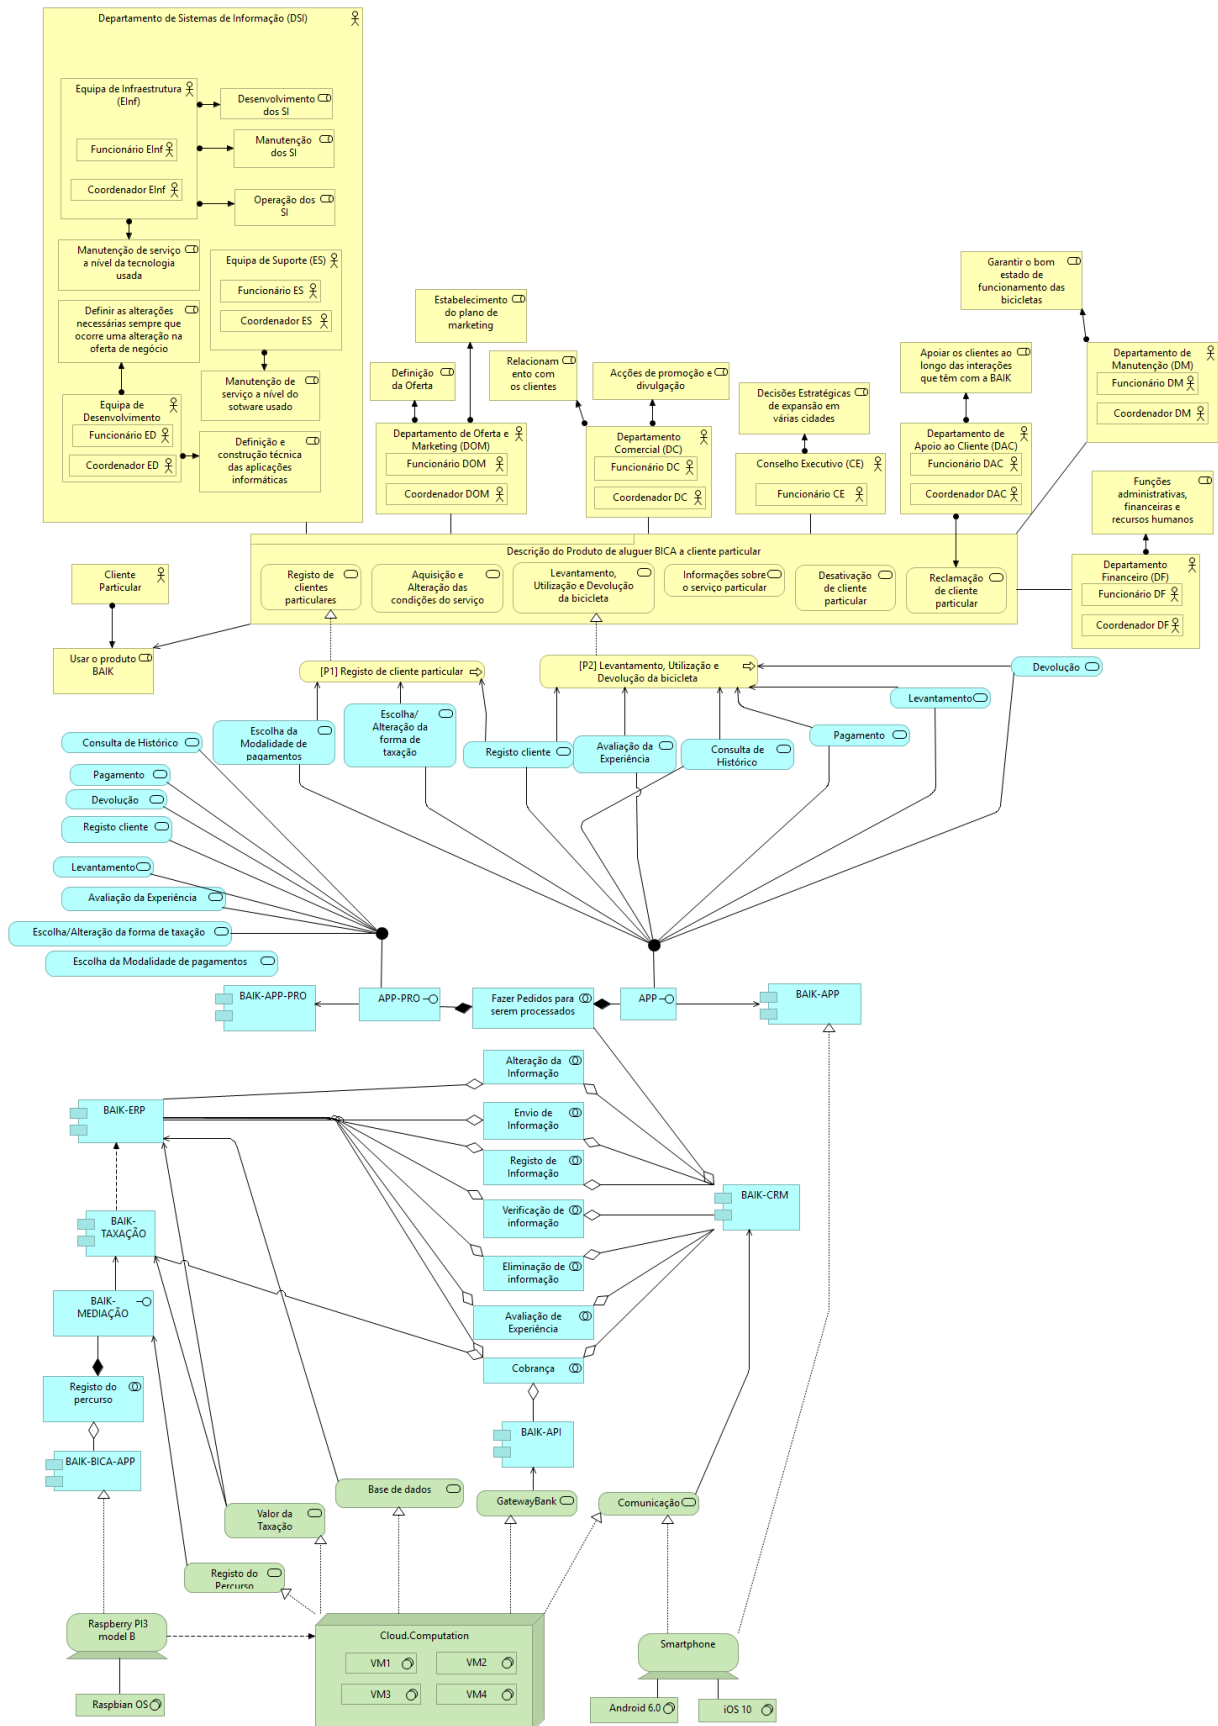 Departamento de Sistemas de Informação (DSI)
Equipa de Infraestrutura
(EInf)
Funcionário EInf
Coordenador EInf
Desenvolvimento
dos SI
Manutenção
dos SI
Operação dos
SI
Manutenção de serviço
a nível da tecnologia
usada
Equipa de Suporte (ES)
Funcionário ES
Coordenador ES
Definir as alterações
necessárias sempre que
ocorre uma alteração na
oferta de negócio
Manutenção de
serviço a nível do
sotware usado
Equipa de
Desenvolvimento
Funcionário ED
Coordenador ED
Definição e
construção técnica
das aplicações
informáticas
Estabelecimento
do plano de
marketing
Definição
da Oferta
Departamento de Oferta e
Marketing (DOM)
Funcionário DOM
Coordenador DOM
Relacionam
ento com
os clientes
Acções de promoção e
divulgação
Departamento
Comercial (DC)
Funcionário DC
Coordenador DC
Decisões Estratégicas
de expansão em
várias cidades
Conselho Executivo (CE)
Funcionário CE
Apoiar os clientes ao
longo das interações
que têm com a BAIK
Departamento de
Apoio ao Cliente (DAC)
Funcionário DAC
Coordenador DAC
Garantir o bom
estado de
funcionamento das
bicicletas
Departamento de
Manutenção (DM)
Funcionário DM
Coordenador DM
Funções
administrativas,
financeiras e
recursos humanos
Departamento
Financeiro (DF)
Funcionário DF
Coordenador DF
Descrição do Produto de aluguer BICA a cliente particular
Registo de
clientes
particulares
Aquisição e
Alteração das
condições do serviço
Levantamento,
Utilização e Devolução
da bicicleta
Informações sobre
o serviço particular
Desativação
de cliente
particular
Reclamação
de cliente
particular
Cliente
Particular
Usar o produto
BAIK
[P1] Registo de cliente particular
[P2] Levantamento, Utilização e
Devolução da bicicleta
Devolução
Levantamento
Pagamento
Escolha da
Modalidade de
pagamentos
Escolha/
Alteração da
forma de
taxação
Registo cliente
Avaliação da
Experiência
Consulta de
Histórico
Consulta de Histórico
Pagamento
Devolução
Registo cliente
Levantamento
Avaliação da Experiência
Escolha/Alteração da forma de taxação
Escolha da Modalidade de pagamentos
BAIK-APP-PRO
APP-PRO
Fazer Pedidos para
serem processados
APP
BAIK-APP
Alteração da
Informação
BAIK-ERP
Envio de
Informação
Registo de
Informação
BAIK-CRM
Verificação de
informação
BAIK-
TAXAÇÃO
Eliminação de
informação
BAIK-
MEDIAÇÃO
Avaliação de
Experiência
Cobrança
Registo do
percurso
BAIK-API
BAIK-BICA-APP
Base de dados
GatewayBank
Comunicação
Valor da
Taxação
Registo do
Percurso
Raspberry PI3
model B
Raspbian OS
Cloud.Computation
VM1
VM2
VM3
VM4
Smartphone
Android 6.0
iOS 10